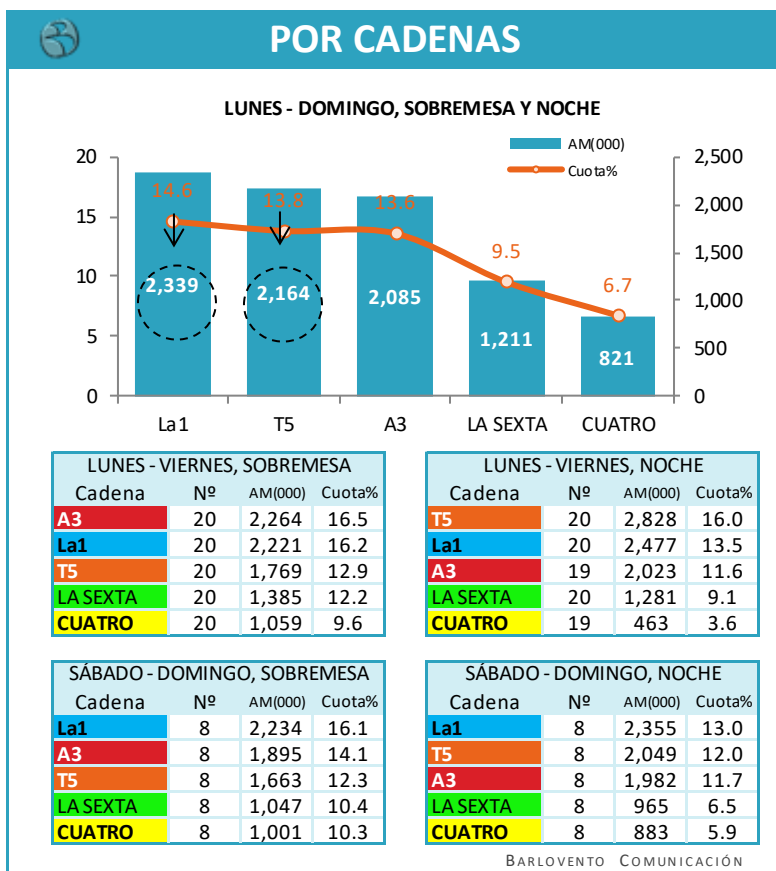 POR CADENAS
LUNES - DOMINGO, SOBREMESA Y NOCHE
AM(000)
Cuota%
20
15
10
5
0
2,500
2,000
1,500
1,000
500
0
14.6
13.8
13.6
9.5
6.7
2,339
2,164
2,085
1,211
821
La1 T5 A3 LA SEXTA CUATRO
LUNES - VIERNES, SOBREMESA
Cadena Nº AM(000) Cuota%
A3 20 2,264 16.5
La1 20 2,221 16.2
T5 20 1,769 12.9
LA SEXTA 20 1,385 12.2
CUATRO 20 1,059 9.6
LUNES - VIERNES, NOCHE
Cadena Nº AM(000) Cuota%
T5 20 2,828 16.0
La1 20 2,477 13.5
A3 19 2,023 11.6
LA SEXTA 20 1,281 9.1
CUATRO 19 463 3.6
SÁBADO - DOMINGO, SOBREMESA
Cadena Nº AM(000) Cuota%
La1 8 2,234 16.1
A3 8 1,895 14.1
T5 8 1,663 12.3
LA SEXTA 8 1,047 10.4
CUATRO 8 1,001 10.3
SÁBADO - DOMINGO, NOCHE
Cadena Nº AM(000) Cuota%
La1 8 2,355 13.0
T5 8 2,049 12.0
A3 8 1,982 11.7
LA SEXTA 8 965 6.5
CUATRO 8 883 5.9
BARLOVENTO COMUNICACIÓN